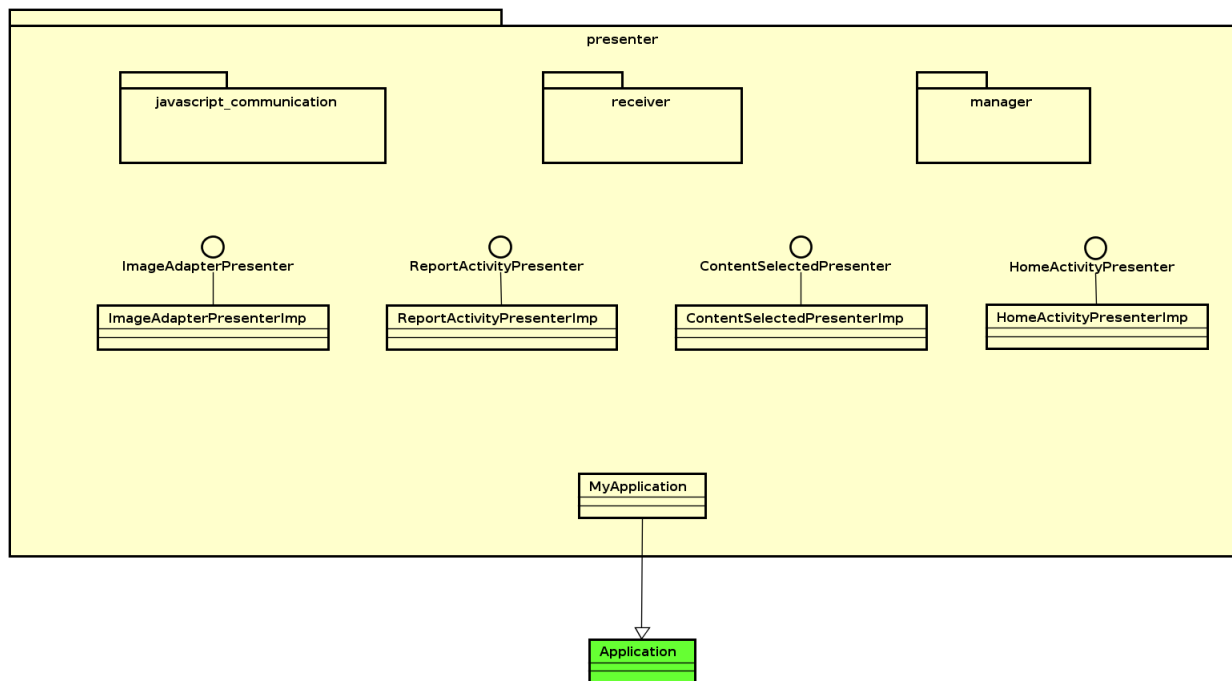 presenter
javascript_communication
receiver
manager
ImageAdapterPresenter
ReportActivityPresenter
ContentSelectedPresenter
HomeActivityPresenter
ImageAdapterPresenterImp
ReportActivityPresenterImp
ContentSelectedPresenterImp
HomeActivityPresenterImp
MyApplication
Application